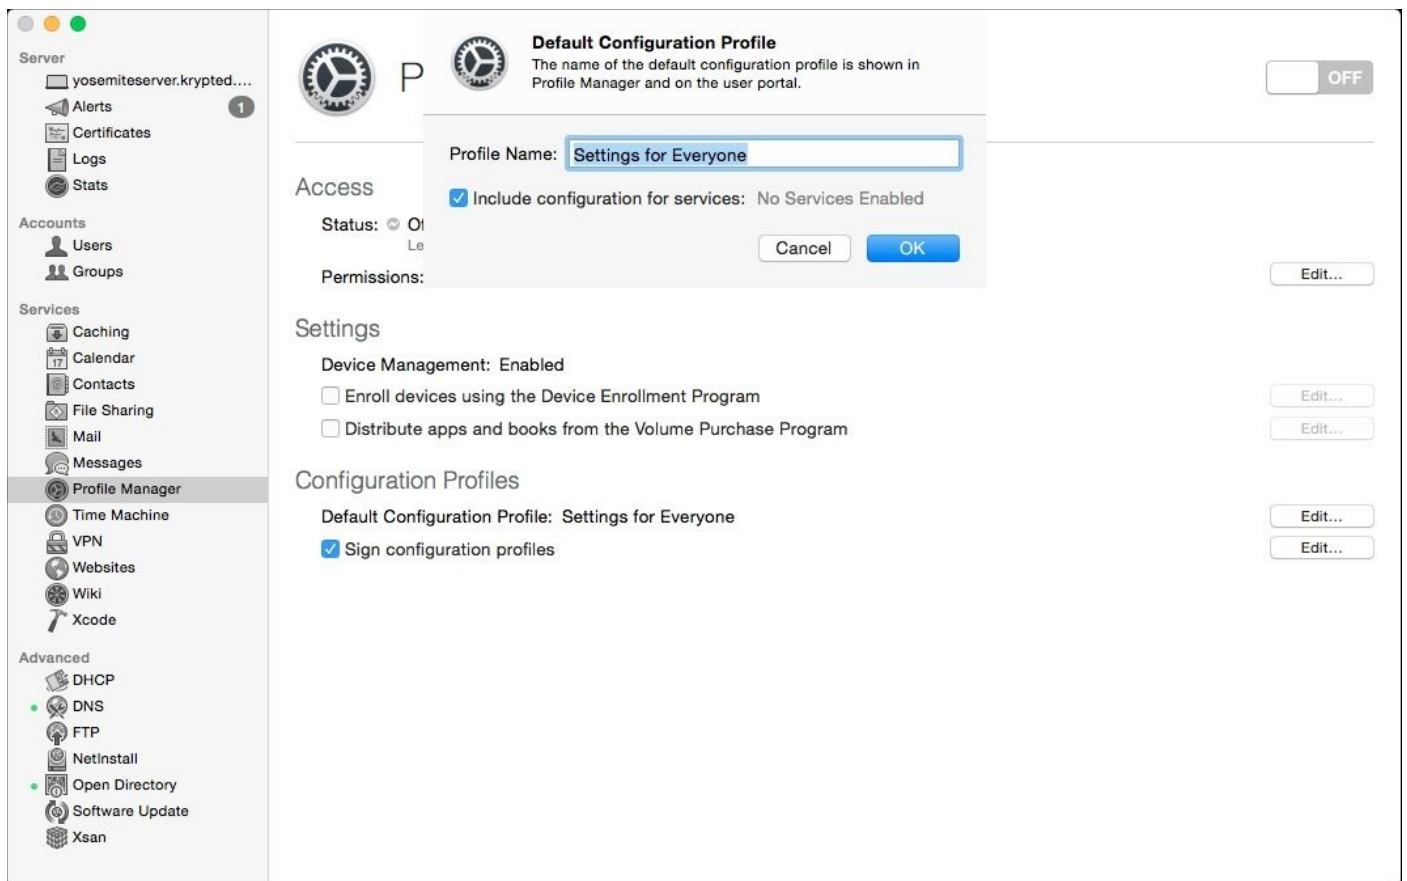 Server
yosemiteserver.krypted....
Alerts 1
Certificates
Logs
Stats
Accounts
Users
Groups
Services
Caching
Calendar
Contacts
File Sharing
Mail
Messages
Profile Manager
Time Machine
VPN
Websites
Wiki
Xcode
Advanced
DHCP
DNS
FTP
NetInstall
Open Directory
Software Update
Xsan
P
OFF
Default Configuration Profile
The name of the default configuration profile is shown in
Profile Manager and on the user portal.
Profile Name: Settings for Everyone
Include configuration for services: No Services Enabled
Cancel OK
Access
Status:
Permissions: Edit...
Settings
Device Management: Enabled
Enroll devices using the Device Enrollment Program Edit...
Distribute apps and books from the Volume Purchase Program Edit...
Configuration Profiles
Default Configuration Profile: Settings for Everyone Edit...
Sign configuration profiles Edit...